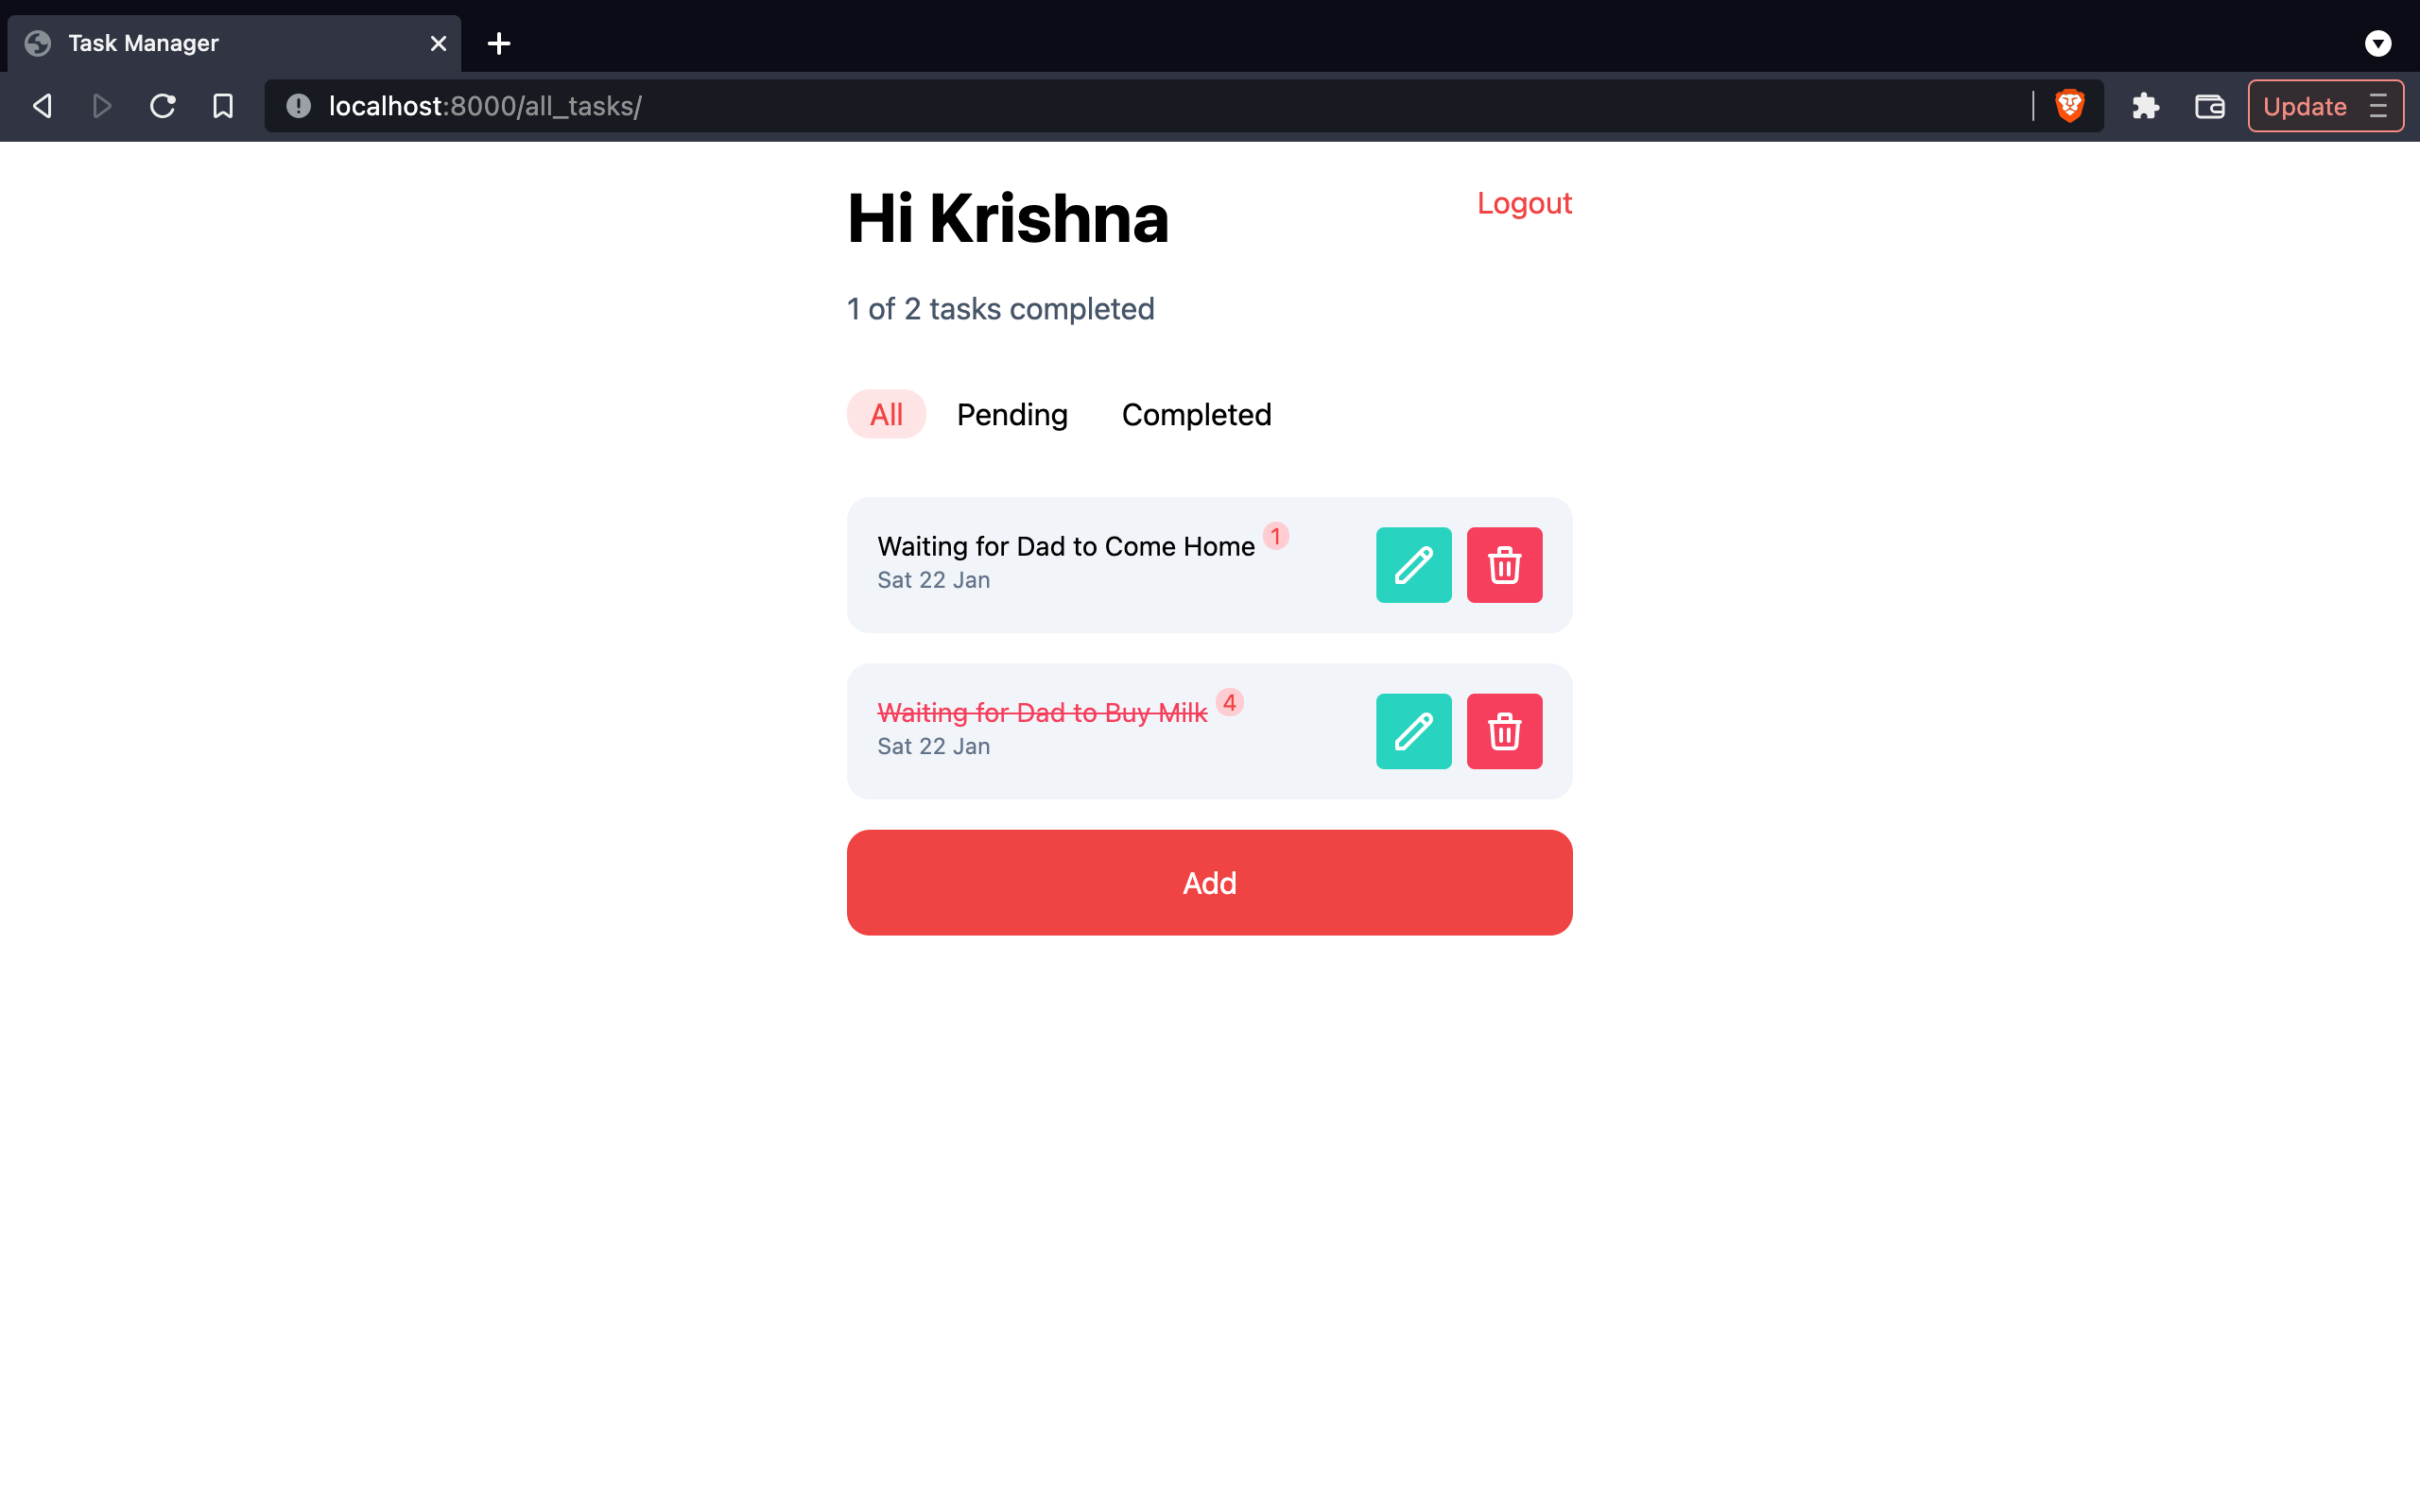 Task Manager
localhost:8000/all_tasks/
Update
Hi Krishna
Logout
1 of 2 tasks completed
All Pending Completed
Waiting for Dad to Come Home 1
Sat 22 Jan
Waiting for Dad to Buy Milk 4
Sat 22 Jan
Add